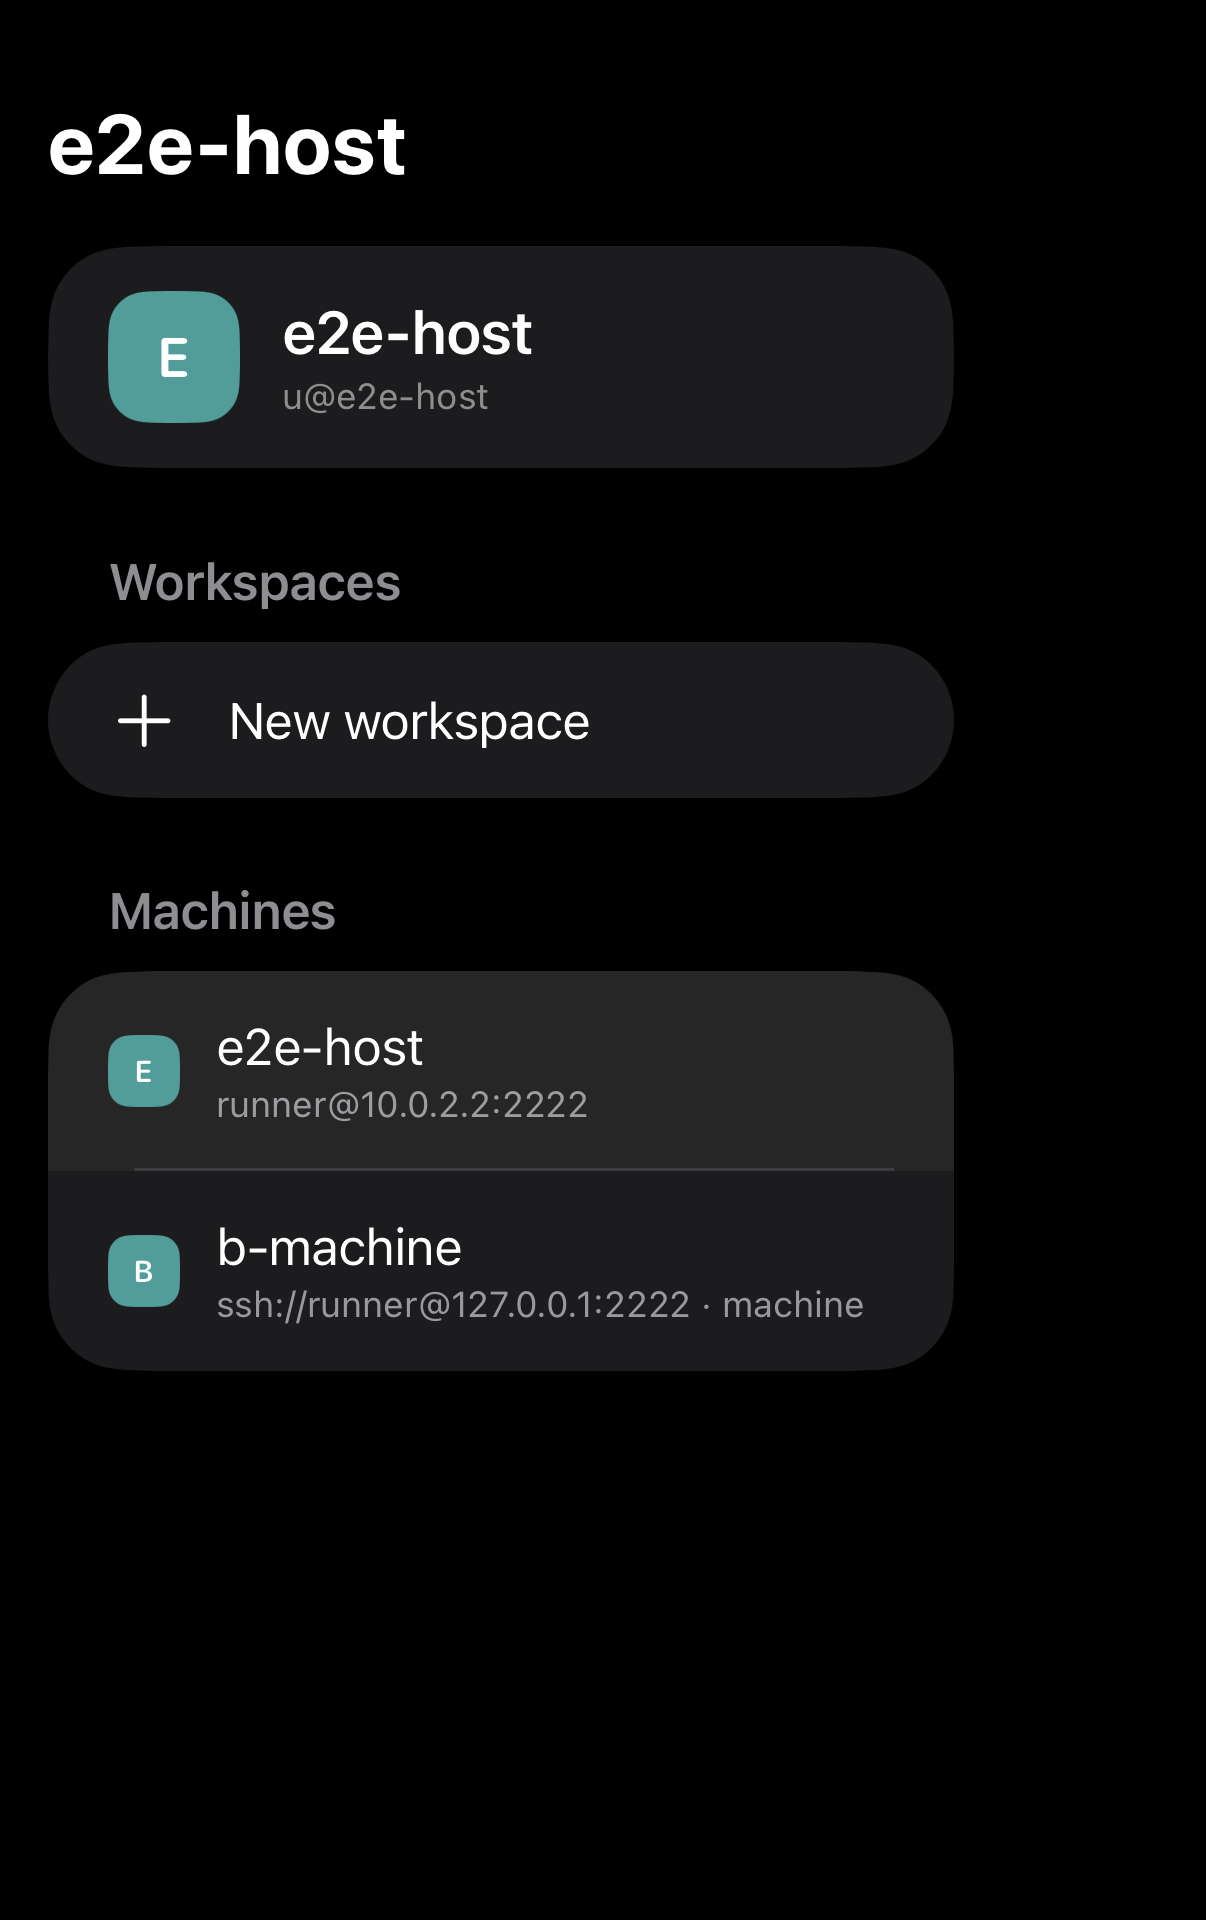 e2e-host
E
e2e-host
u@e2e-host
Workspaces
New workspace
Machines
E
e2e-host
runner@10.0.2.2:2222
B
b-machine
ssh://runner@127.0.0.1:2222 · machine